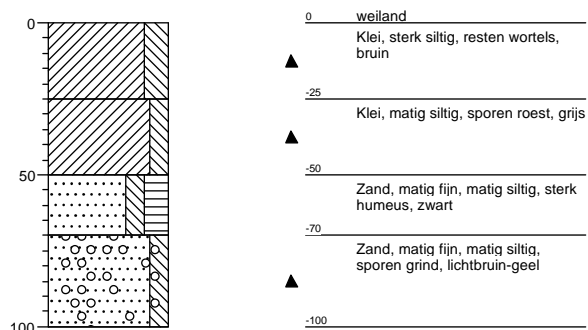 0
50
100
0 weiland
Klei, sterk siltig, resten wortels,
bruin
-25
Klei, matig siltig, sporen roest, grijs
-50
Zand, matig fijn, matig siltig, sterk
humeus, zwart
-70
Zand, matig fijn, matig siltig,
sporen grind, lichtbruin-geel
-100